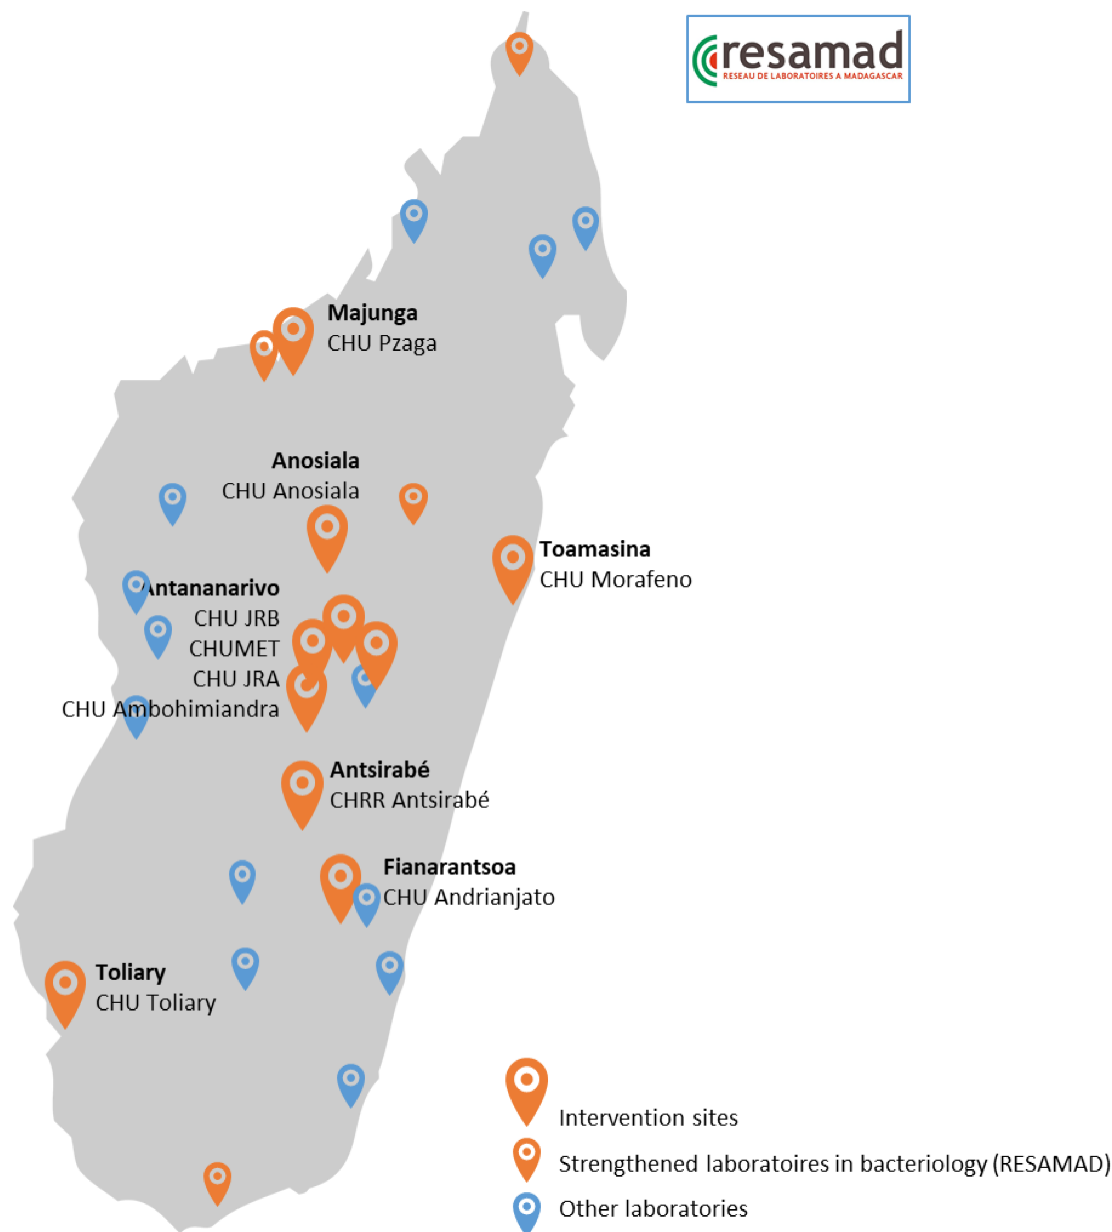 resamad
RESEAU DE LABORATOIRES A MADAGASCAR
Majunga
CHU Pzaga
Anosiala
CHU Anosiala
Toamasina
CHU Morafeno
Antananarivo
CHU JRB
CHUMET
CHU JRA
CHU Ambohimiandra
Antsirabé
CHRR Antsirabé
Fianarantsoa
CHU Andrianjato
Toliary
CHU Toliary
Intervention sites
Strengthened laboratoires in bacteriology (RESAMAD)
Other laboratories